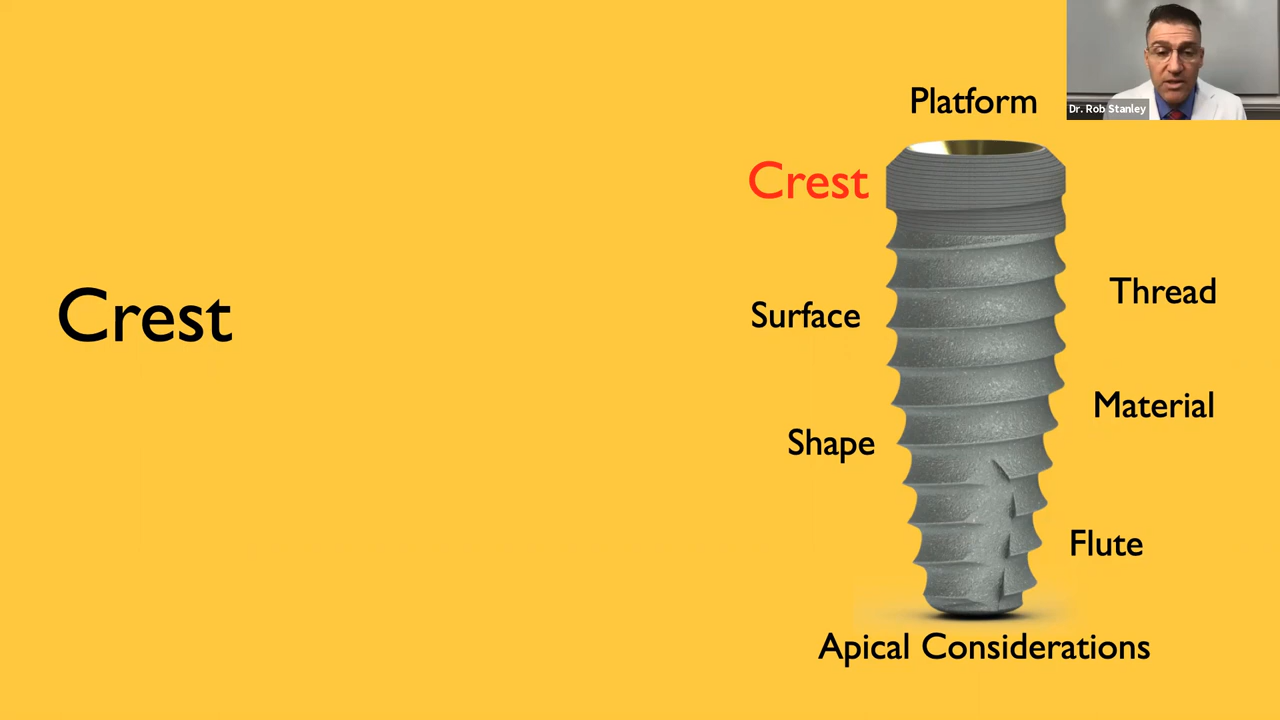 Platform
Dr. Rob Stanley
Crest
Thread
Crest
Surface
Material
Shape
Flute
Apical Considerations